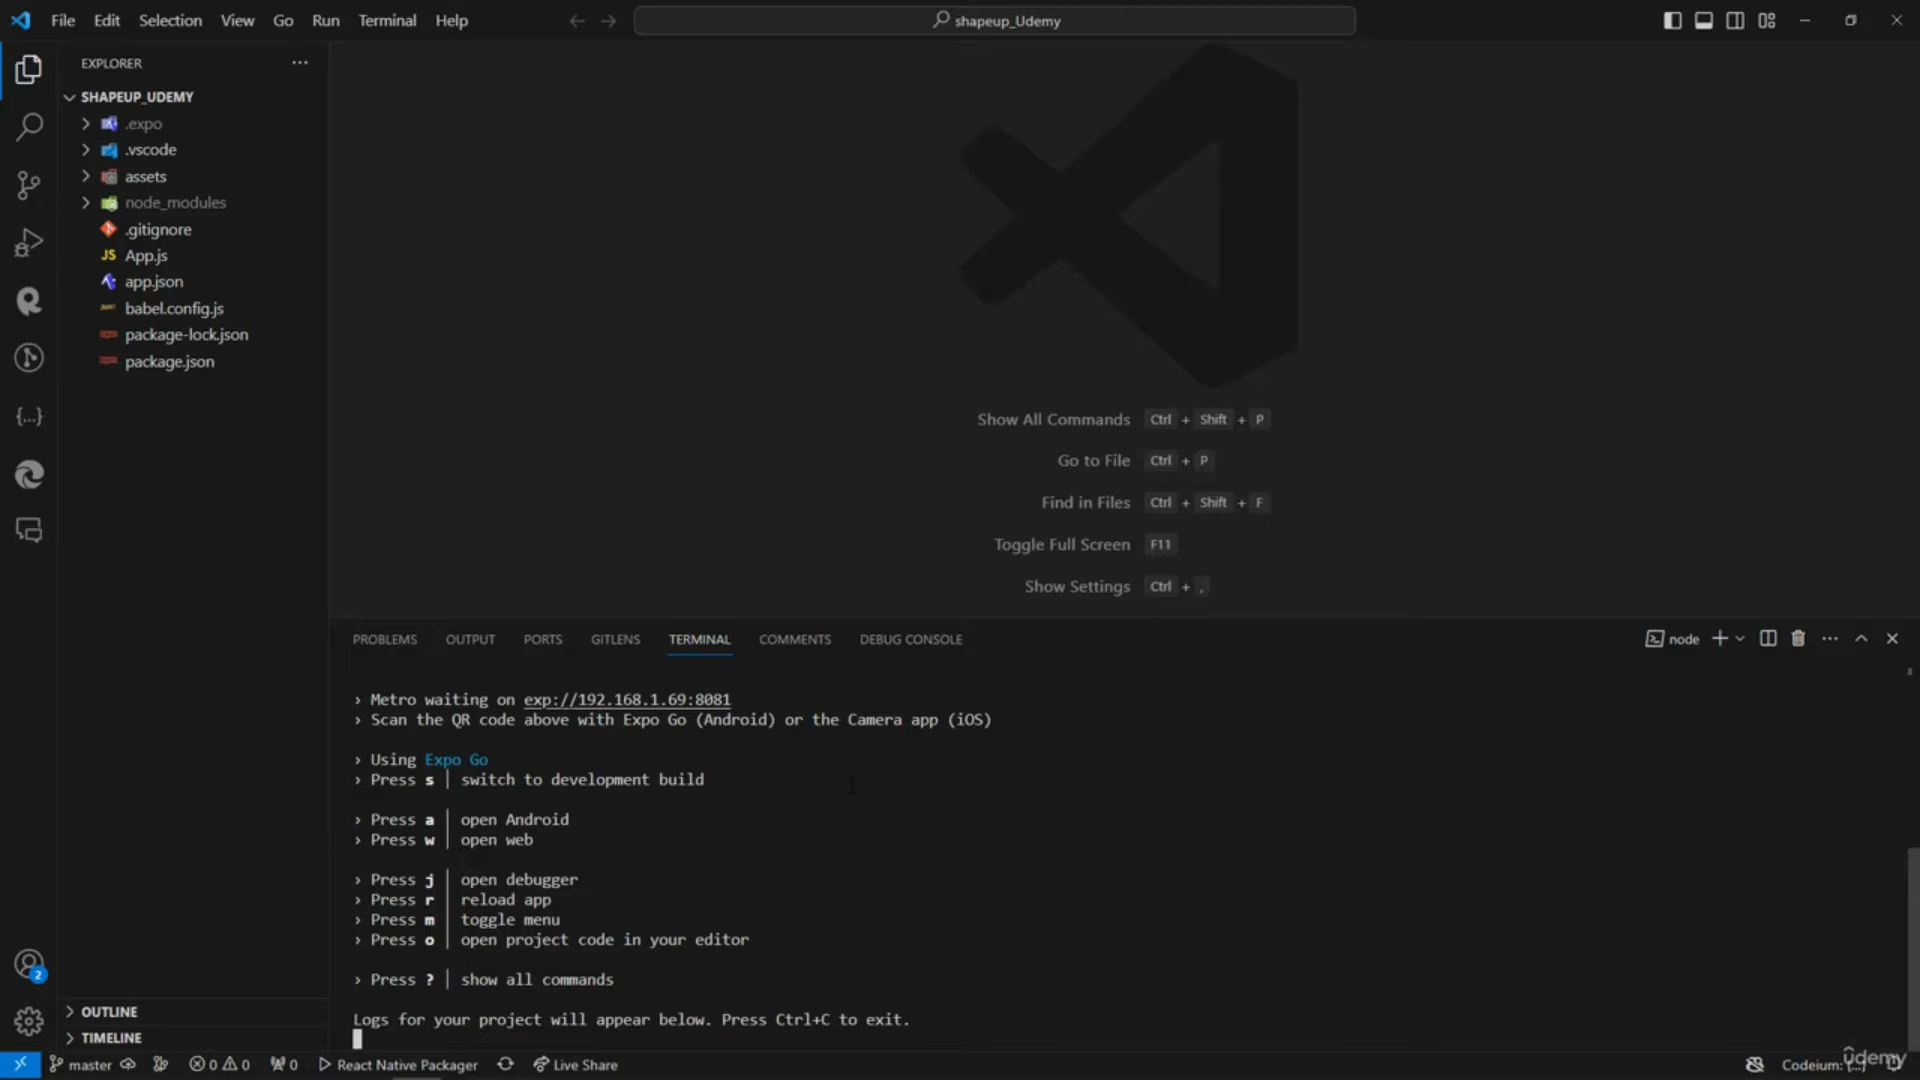 File Edit Selection View Go Run Terminal Help
shapeup_Udemy
EXPLORER
SHAPEUP_UDEMY
.expo
.vscode
assets
node_modules
.gitignore
JS App.js
app.json
babel.config.js
package-lock.json
package.json
Show All Commands Ctrl + Shift + P
Go to File Ctrl + P
Find in Files Ctrl + Shift + F
Toggle Full Screen F11
Show Settings Ctrl + ,
PROBLEMS OUTPUT PORTS GITLENS TERMINAL COMMENTS DEBUG CONSOLE
node
› Metro waiting on exp://192.168.1.69:8081
› Scan the QR code above with Expo Go (Android) or the Camera app (iOS)
› Using Expo Go
› Press s │ switch to development build
› Press a │ open Android
› Press w │ open web
› Press j │ open debugger
› Press r │ reload app
› Press m │ toggle menu
› Press o │ open project code in your editor
› Press ? │ show all commands
Logs for your project will appear below. Press Ctrl+C to exit.
2
OUTLINE
TIMELINE
master 0 0 0 React Native Packager Live Share Codeium: {...}
udemy